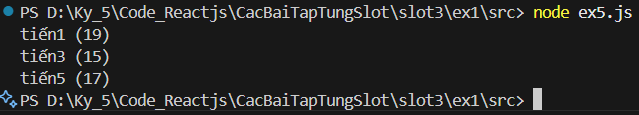 PS D:\Ky_5\Code_Reactjs\CacBaiTapTungSlot\slot3\ex1\src> node ex5.js
tiến1 (19)
tiến3 (15)
tiến5 (17)
PS D:\Ky_5\Code_Reactjs\CacBaiTapTungSlot\slot3\ex1\src>